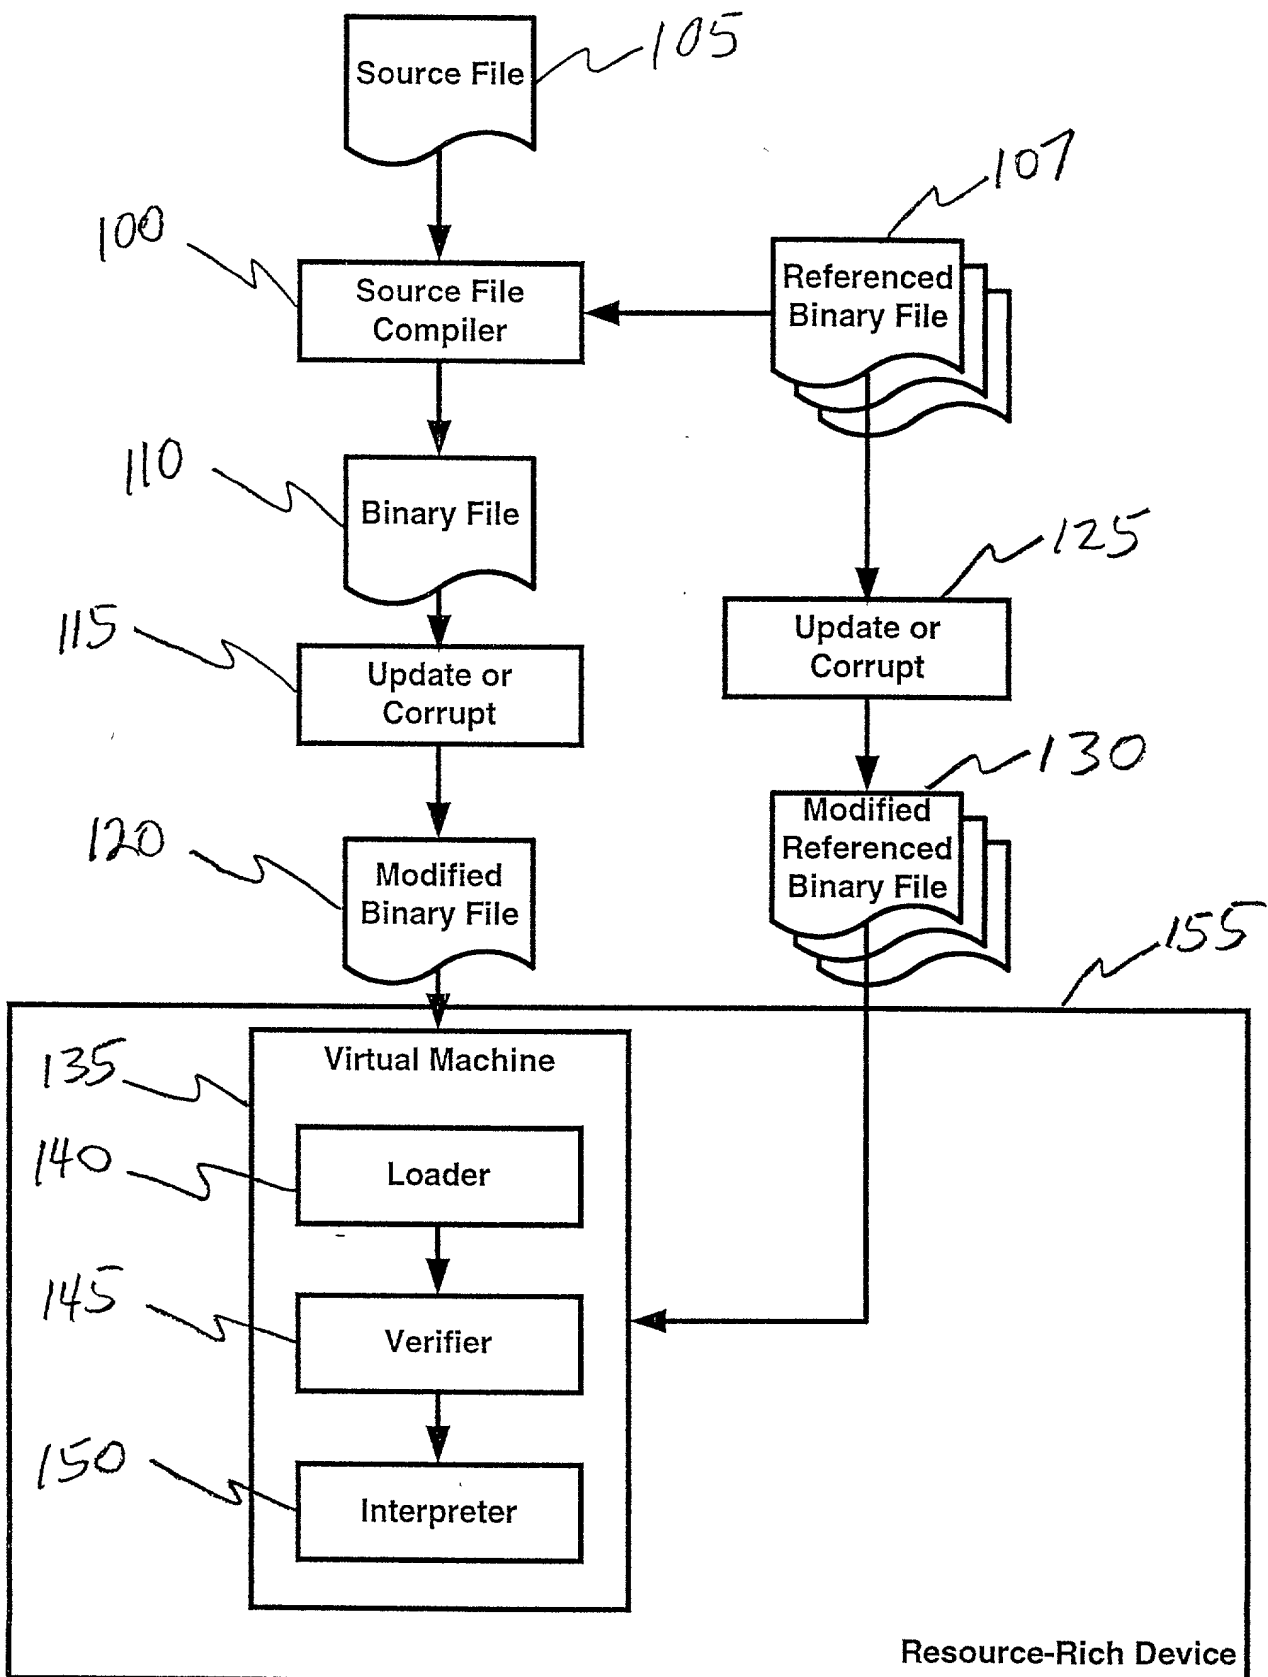 105
Source File
107
100
Source File
Compiler
Referenced
Binary File
110
Binary File
125
Update or
Corrupt
115
Update or
Corrupt
130
120
Modified
Binary File
Modified
Referenced
Binary File
155
135
Virtual Machine
140
Loader
145
Verifier
150
Interpreter
Resource-Rich Device